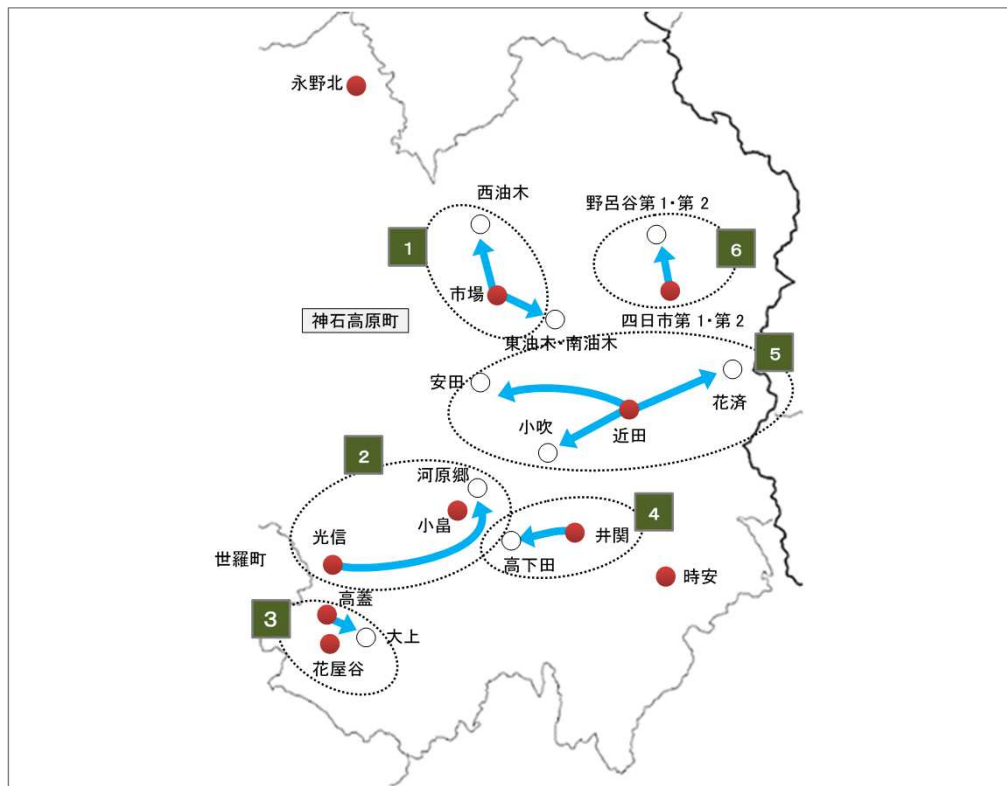 永野北
西油木
野呂谷第1・第2
1
6
市場
神石高原町
四日市第1・第2
東油木・南油木
5
安田
花済
小吹
近田
2
河原郷
4
小畠
光信
井関
世羅町
高下田
時安
高蓋
3
大上
花屋谷